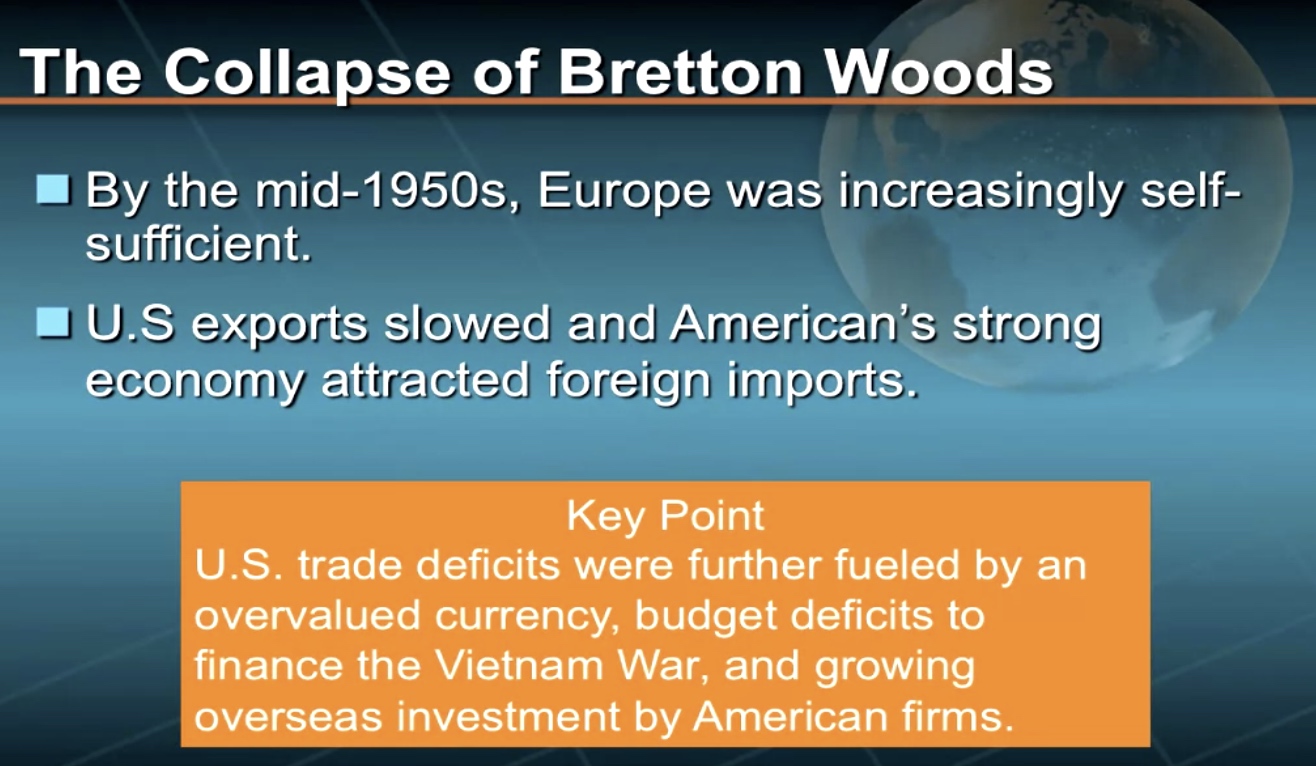 The Collapse of Bretton Woods
By the mid-1950s, Europe was increasingly self-
sufficient.
U.S exports slowed and American’s strong
economy attracted foreign imports.
Key Point
U.S. trade deficits were further fueled by an
overvalued currency, budget deficits to
finance the Vietnam War, and growing
overseas investment by American firms.